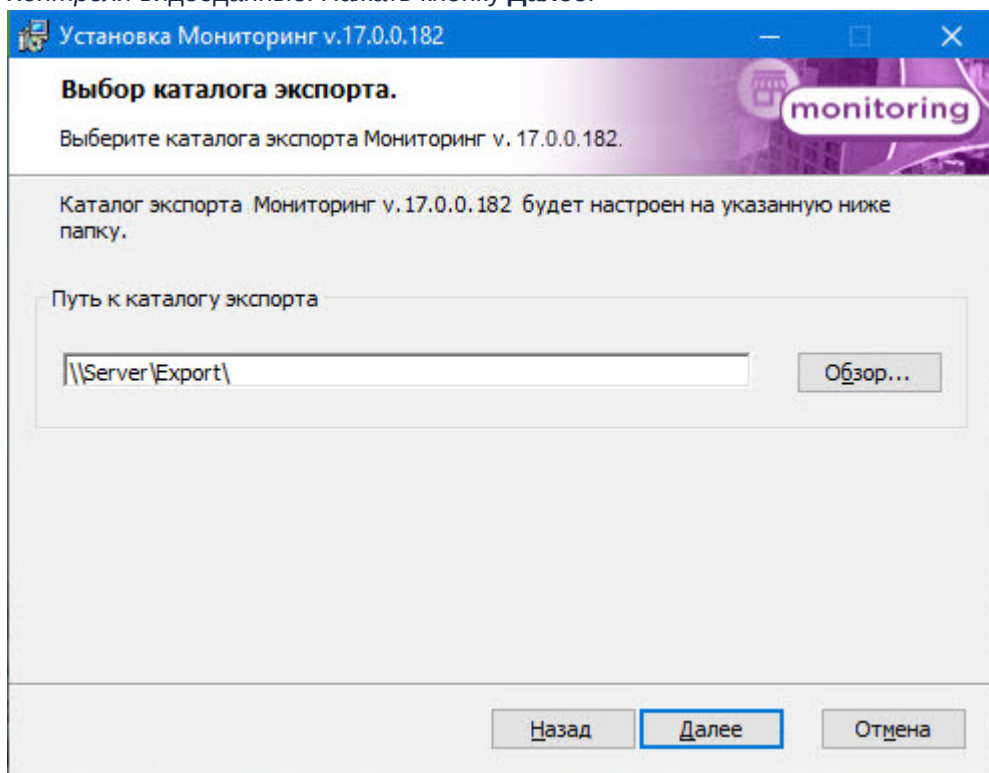 Установка Мониторинг v.17.0.0.182
Выбор каталога экспорта.
monitoring
Выберите каталога экспорта Мониторинг v. 17.0.0.182.
Каталог экспорта Мониторинг v.17.0.0.182 будет настроен на указанную ниже
папку.
Путь к каталогу экспорта
\\Server\Export\
Обзор...
Назад
Далее
Отмена